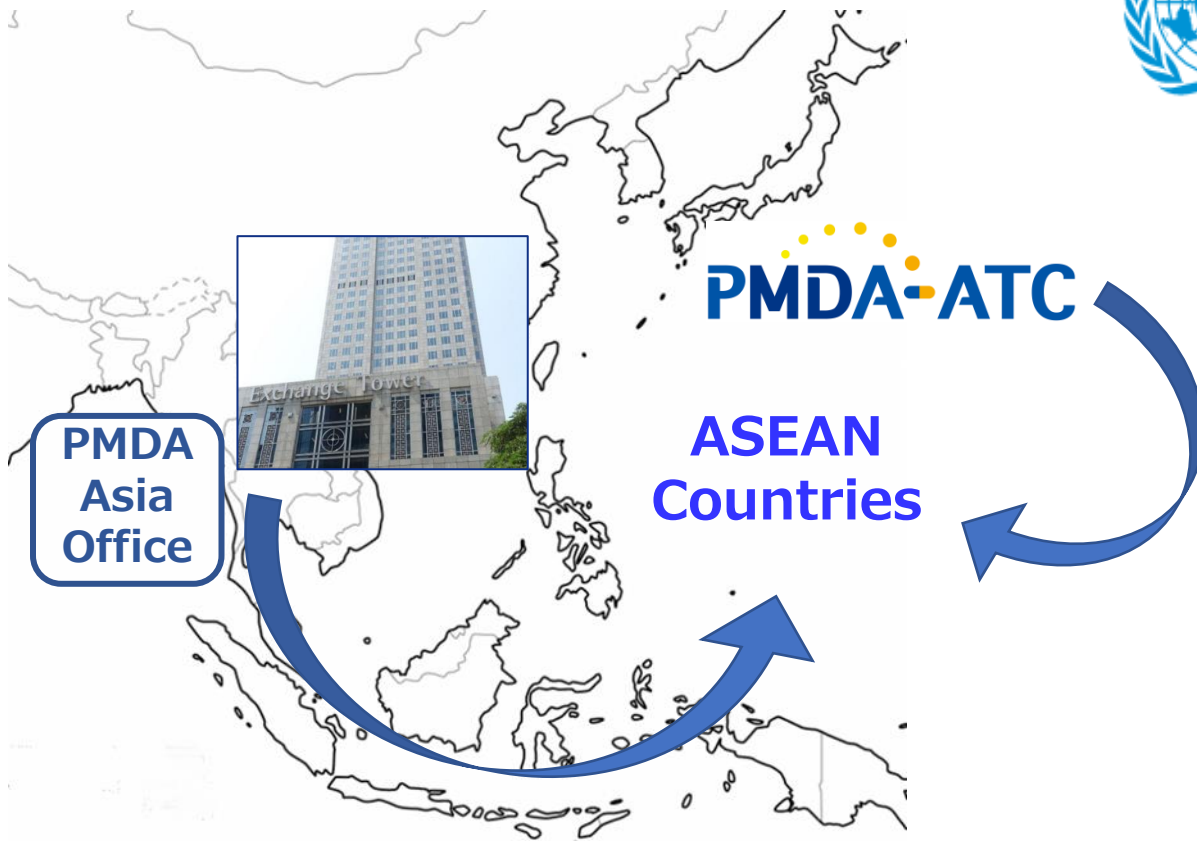 Exchange Tower
PMDA-ATC
PMDA
Asia
Office
ASEAN
Countries